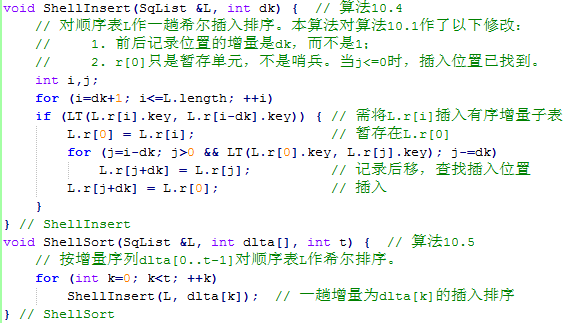 void ShellInsert(SqList &L, int dk) {  // 算法10.4
// 对顺序表L作一趟希尔插入排序。本算法对算法10.1作了以下修改:
//     1. 前后记录位置的增量是dk,而不是1;
//     2. r[0]只是暂存单元,不是哨兵。当j<=0时,插入位置已找到。
int i,j;
for (i=dk+1; i<=L.length; ++i)
if (LT(L.r[i].key, L.r[i-dk].key)) { // 需将L.r[i]插入有序增量子表
L.r[0] = L.r[i];                   // 暂存在L.r[0]
for (j=i-dk; j>0 && LT(L.r[0].key, L.r[j].key); j-=dk)
L.r[j+dk] = L.r[j];            // 记录后移,查找插入位置
L.r[j+dk] = L.r[0];                // 插入
}
} // ShellInsert
void ShellSort(SqList &L, int dlta[], int t) {  // 算法10.5
// 按增量序列dlta[0..t-1]对顺序表L作希尔排序。
for (int k=0; k<t; ++k)
ShellInsert(L, dlta[k]);  // 一趟增量为dlta[k]的插入排序
} // ShellSort